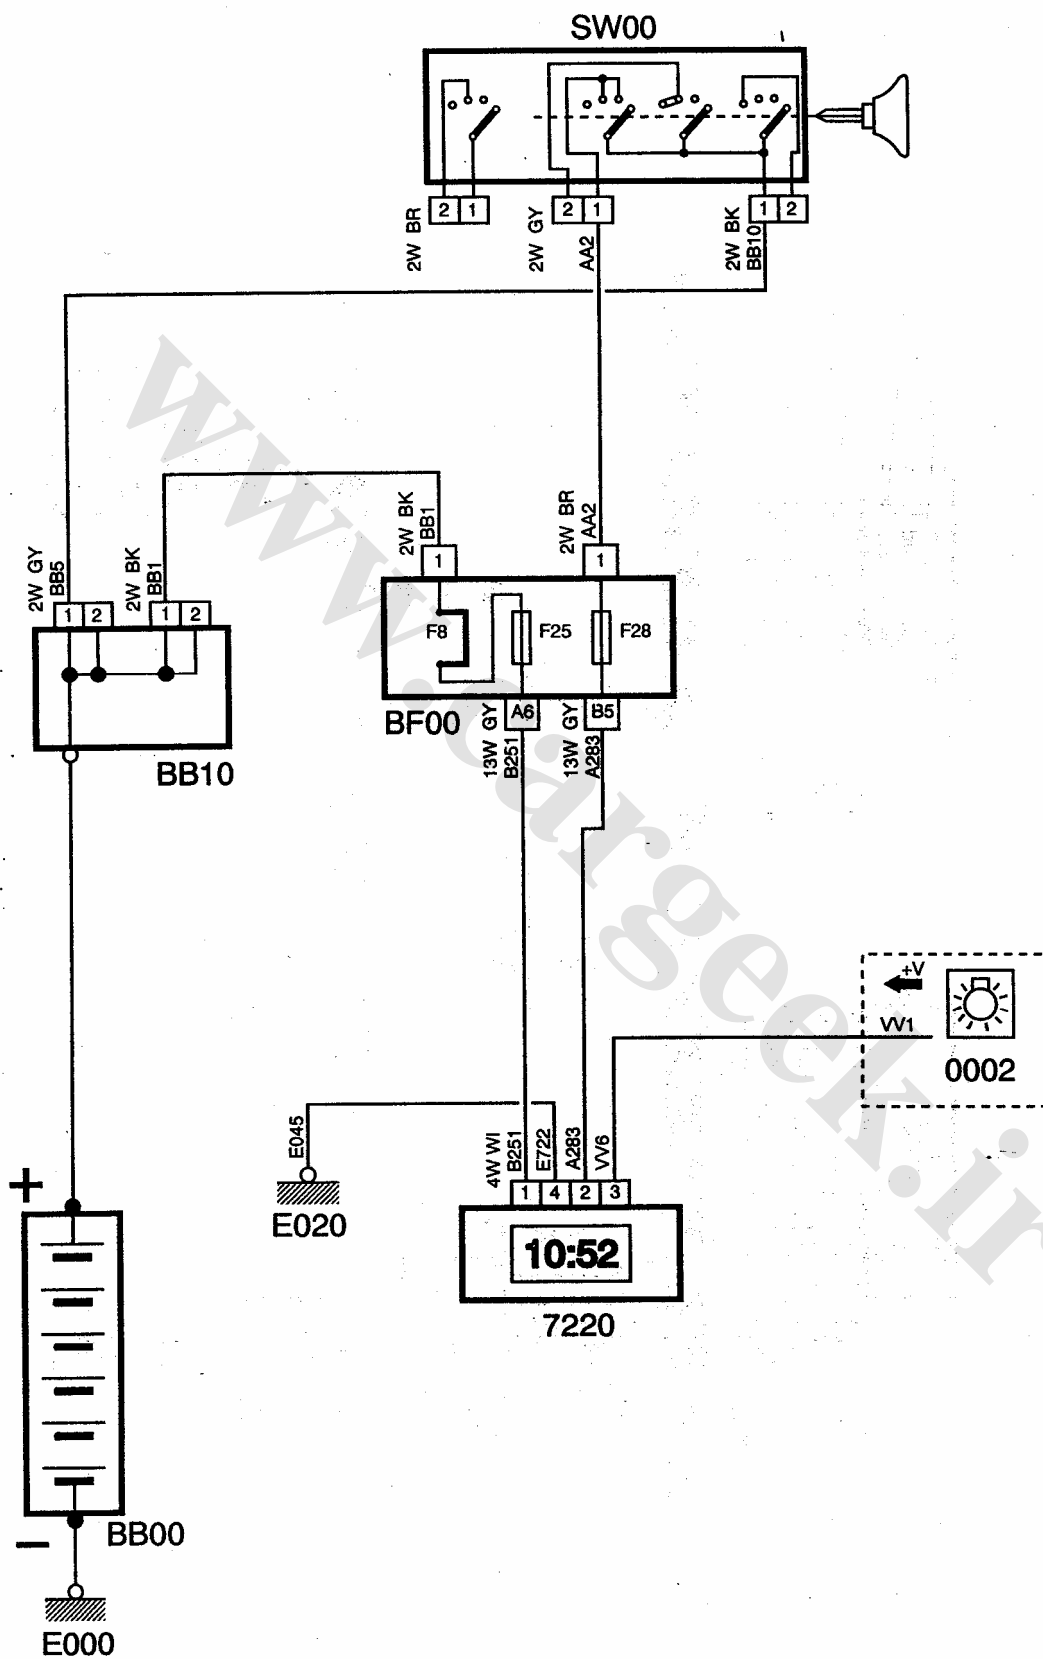 SW00
2 1
2 1
1 2
2W BR
2W GY
AA2
2W BK
BB10
2W GY
BB5
2W BK
BB1
2W BK
BB1
2W BR
AA2
1
1
1 2
1 2
F8
F25
F28
A6
B5
BF00
BB10
13W GY
B251
13W GY
A283
+V
VV1
0002
E045
4W WI
B251
E722
A283
VV6
1 4 2 3
E020
+
10:52
7220
BB00
–
E000
www.cargeek.ir